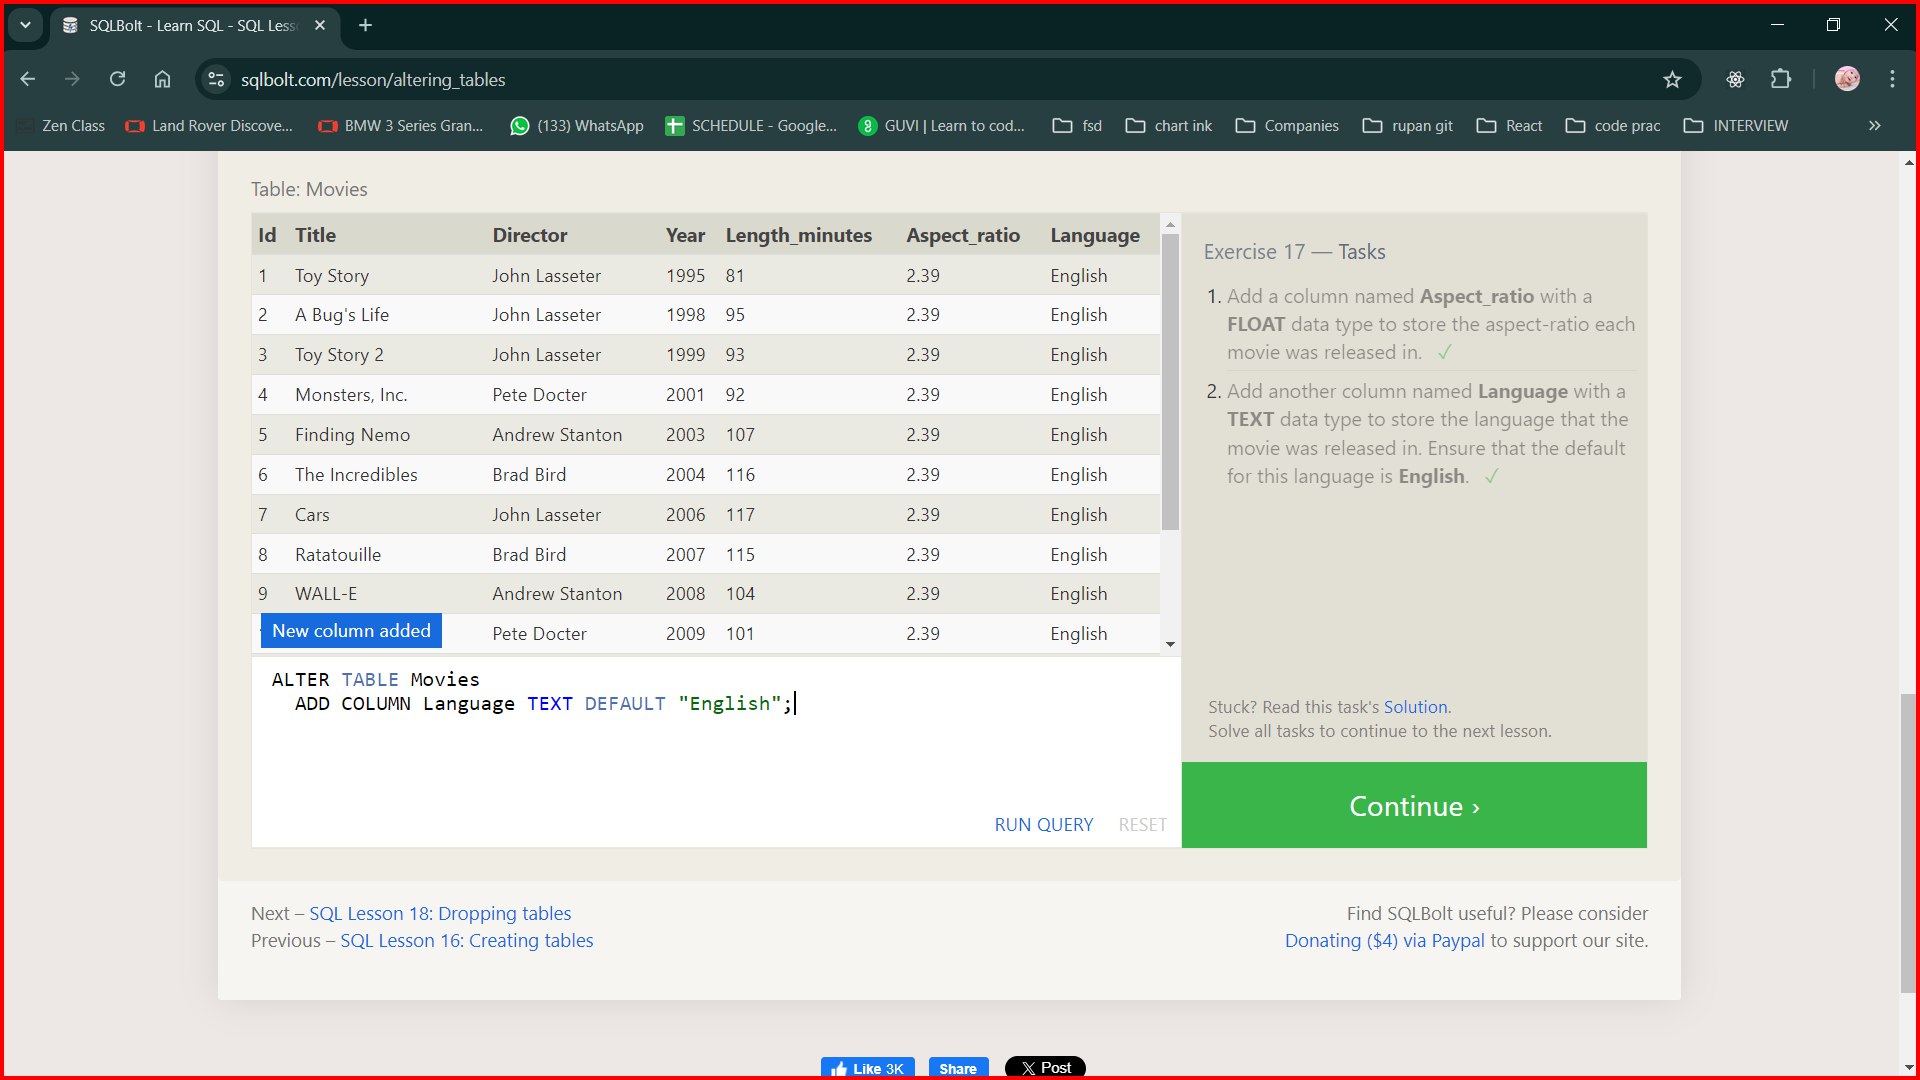 SQLBolt - Learn SQL - SQL Less
sqlbolt.com/lesson/altering_tables
Zen Class Land Rover Discove... BMW 3 Series Gran... (133) WhatsApp SCHEDULE - Google... GUVI | Learn to cod... fsd chart ink Companies rupan git React code prac INTERVIEW »
Table: Movies
Id Title Director Year Length_minutes Aspect_ratio Language
1 Toy Story John Lasseter 1995 81 2.39 English
2 A Bug's Life John Lasseter 1998 95 2.39 English
3 Toy Story 2 John Lasseter 1999 93 2.39 English
4 Monsters, Inc. Pete Docter 2001 92 2.39 English
5 Finding Nemo Andrew Stanton 2003 107 2.39 English
6 The Incredibles Brad Bird 2004 116 2.39 English
7 Cars John Lasseter 2006 117 2.39 English
8 Ratatouille Brad Bird 2007 115 2.39 English
9 WALL-E Andrew Stanton 2008 104 2.39 English
New column added Pete Docter 2009 101 2.39 English
ALTER TABLE Movies
ADD COLUMN Language TEXT DEFAULT "English";
RUN QUERY RESET
Exercise 17 — Tasks
1. Add a column named Aspect_ratio with a
FLOAT data type to store the aspect-ratio each
movie was released in. ✓
2. Add another column named Language with a
TEXT data type to store the language that the
movie was released in. Ensure that the default
for this language is English. ✓
Stuck? Read this task's Solution.
Solve all tasks to continue to the next lesson.
Continue ›
Next – SQL Lesson 18: Dropping tables
Previous – SQL Lesson 16: Creating tables
Find SQLBolt useful? Please consider
Donating ($4) via Paypal to support our site.
Like 3K Share Post